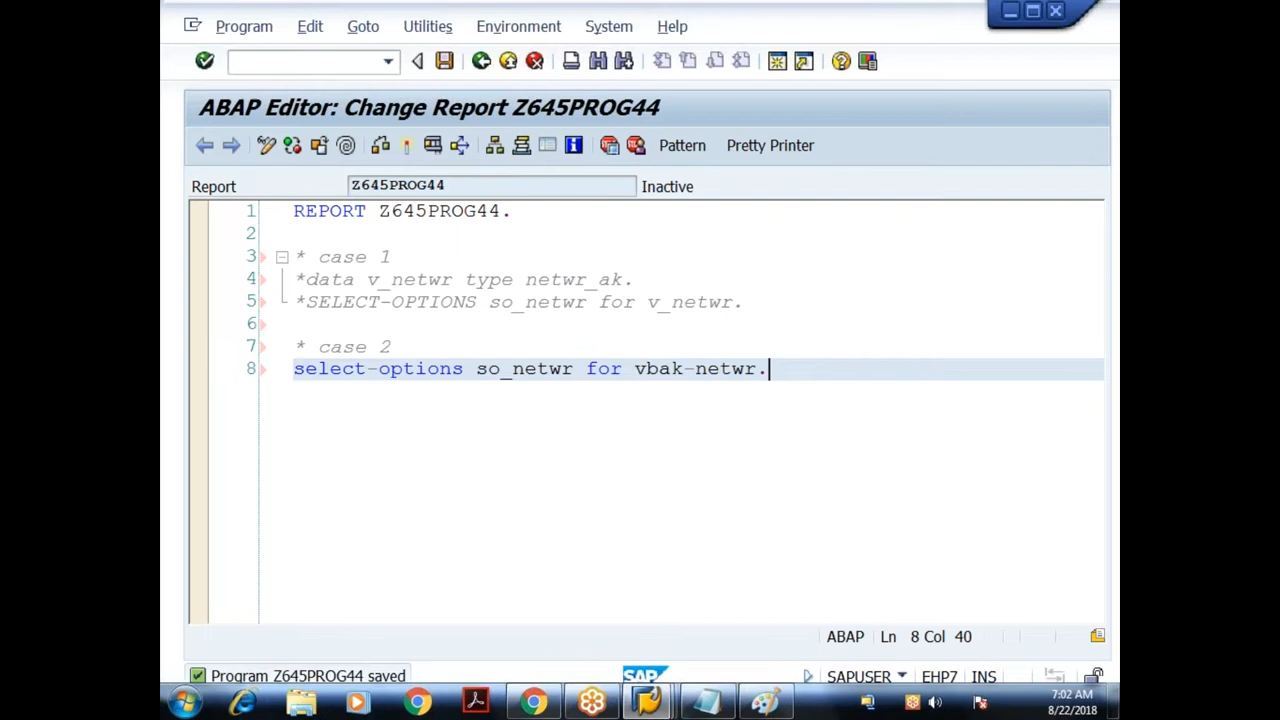 Program Edit Goto Utilities Environment System Help
ABAP Editor: Change Report Z645PROG44
Pattern Pretty Printer
Report Z645PROG44 Inactive
1 REPORT Z645PROG44.
2
3 * case 1
4 *data v_netwr type netwr_ak.
5 *SELECT-OPTIONS so_netwr for v_netwr.
6
7 * case 2
8 select-options so_netwr for vbak-netwr.
ABAP Ln 8 Col 40
Program Z645PROG44 saved SAP SAPUSER EHP7 INS
7:02 AM
8/22/2018